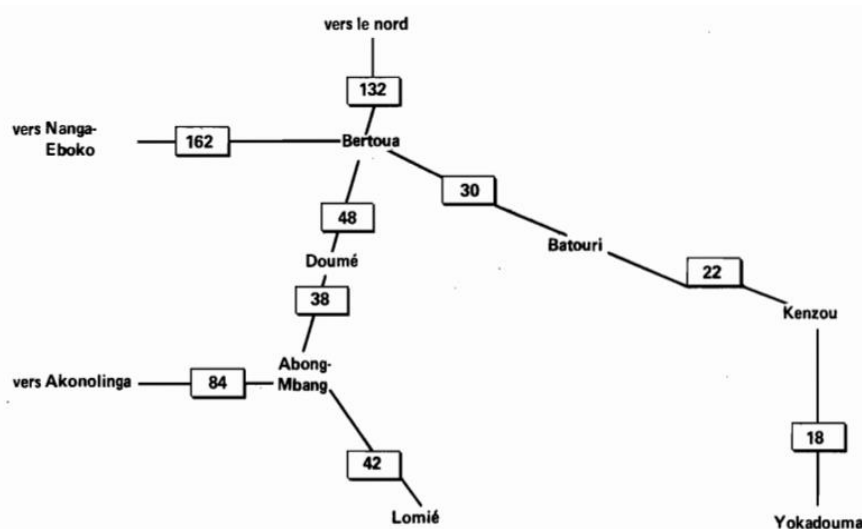 vers le nord
132
vers Nanga-
Eboko
162
Bertoua
30
48
Batouri
Doumé
22
38
Kenzou
Abong-
Mbang
vers Akonolinga
84
18
42
Lomié
Yokadouma